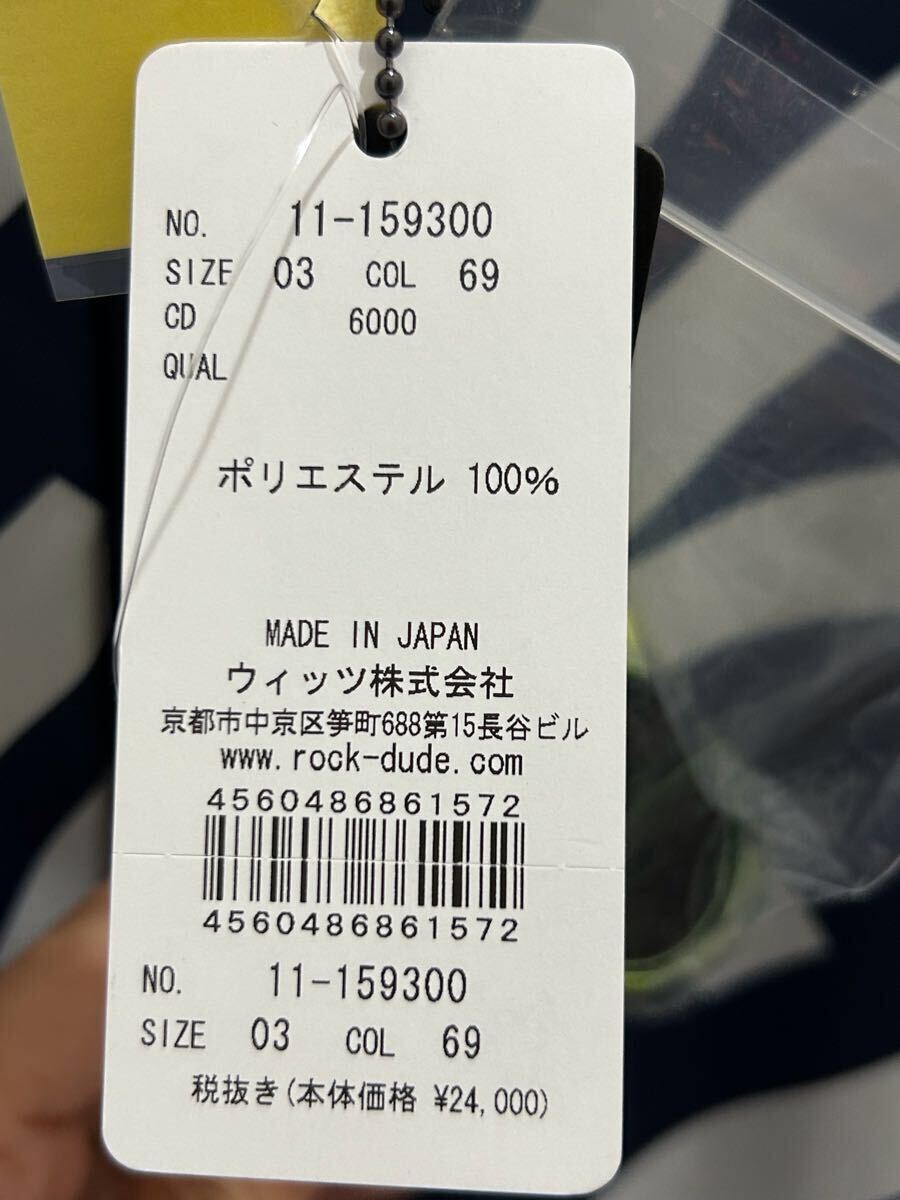 NO. 11-159300
SIZE 03 COL 69
CD 6000
QUAL
ポリエステル 100%
MADE IN JAPAN
ウィッツ株式会社
京都市中京区笋町688第15長谷ビル
www.rock-dude.com
4560486861572
4560486861572
NO. 11-159300
SIZE 03 COL 69
税抜き(本体価格 ¥24,000)